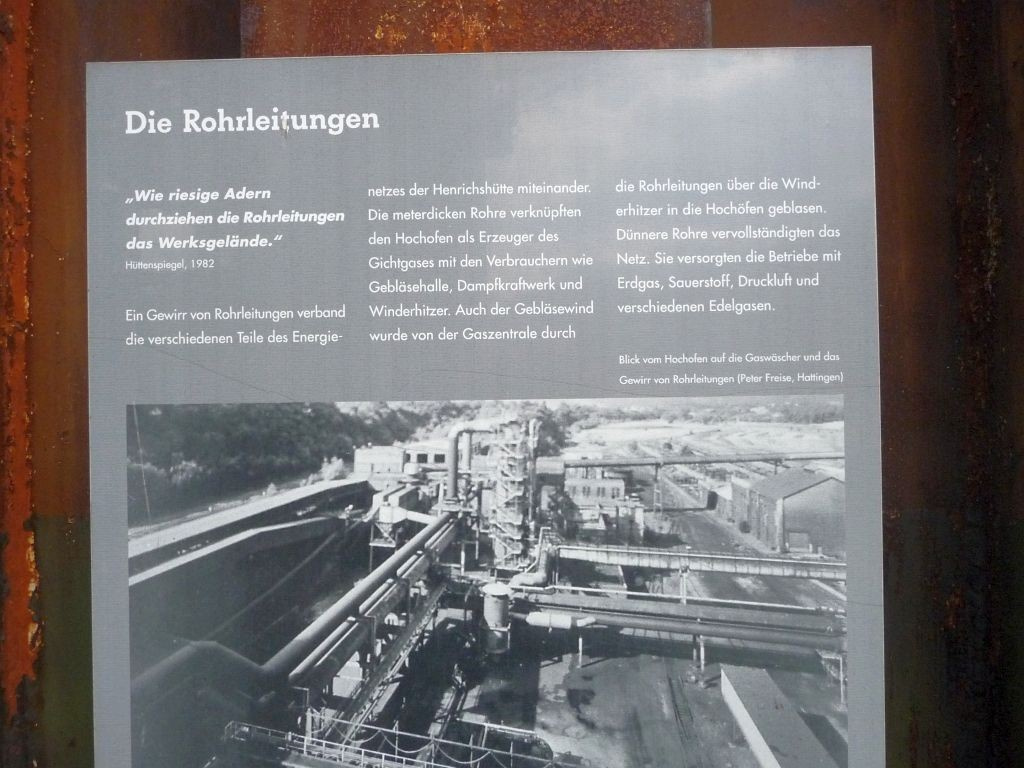 Die Rohrleitungen
„Wie riesige Adern
durchziehen die Rohrleitungen
das Werksgelände.“
Hüttenspiegel, 1982
Ein Gewirr von Rohrleitungen verband
die verschiedenen Teile des Energie-
netzes der Henrichshütte miteinander.
Die meterdicken Rohre verknüpften
den Hochofen als Erzeuger des
Gichtgases mit den Verbrauchern wie
Gebläsehalle, Dampfkraftwerk und
Winderhitzer. Auch der Gebläsewind
wurde von der Gaszentrale durch
die Rohrleitungen über die Wind-
erhitzer in die Hochöfen geblasen.
Dünnere Rohre vervollständigten das
Netz. Sie versorgten die Betriebe mit
Erdgas, Sauerstoff, Druckluft und
verschiedenen Edelgasen.
Blick vom Hochofen auf die Gaswäscher und das
Gewirr von Rohrleitungen (Peter Freise, Hattingen)